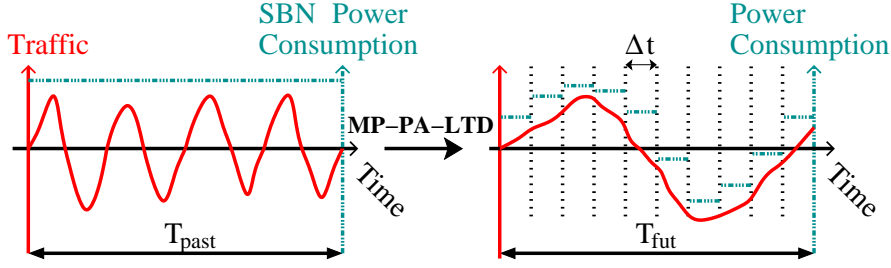 Traffic
SBN Power
Consumption
Time
T_past
MP–PA–LTD
Δt
Power
Consumption
Time
T_fut